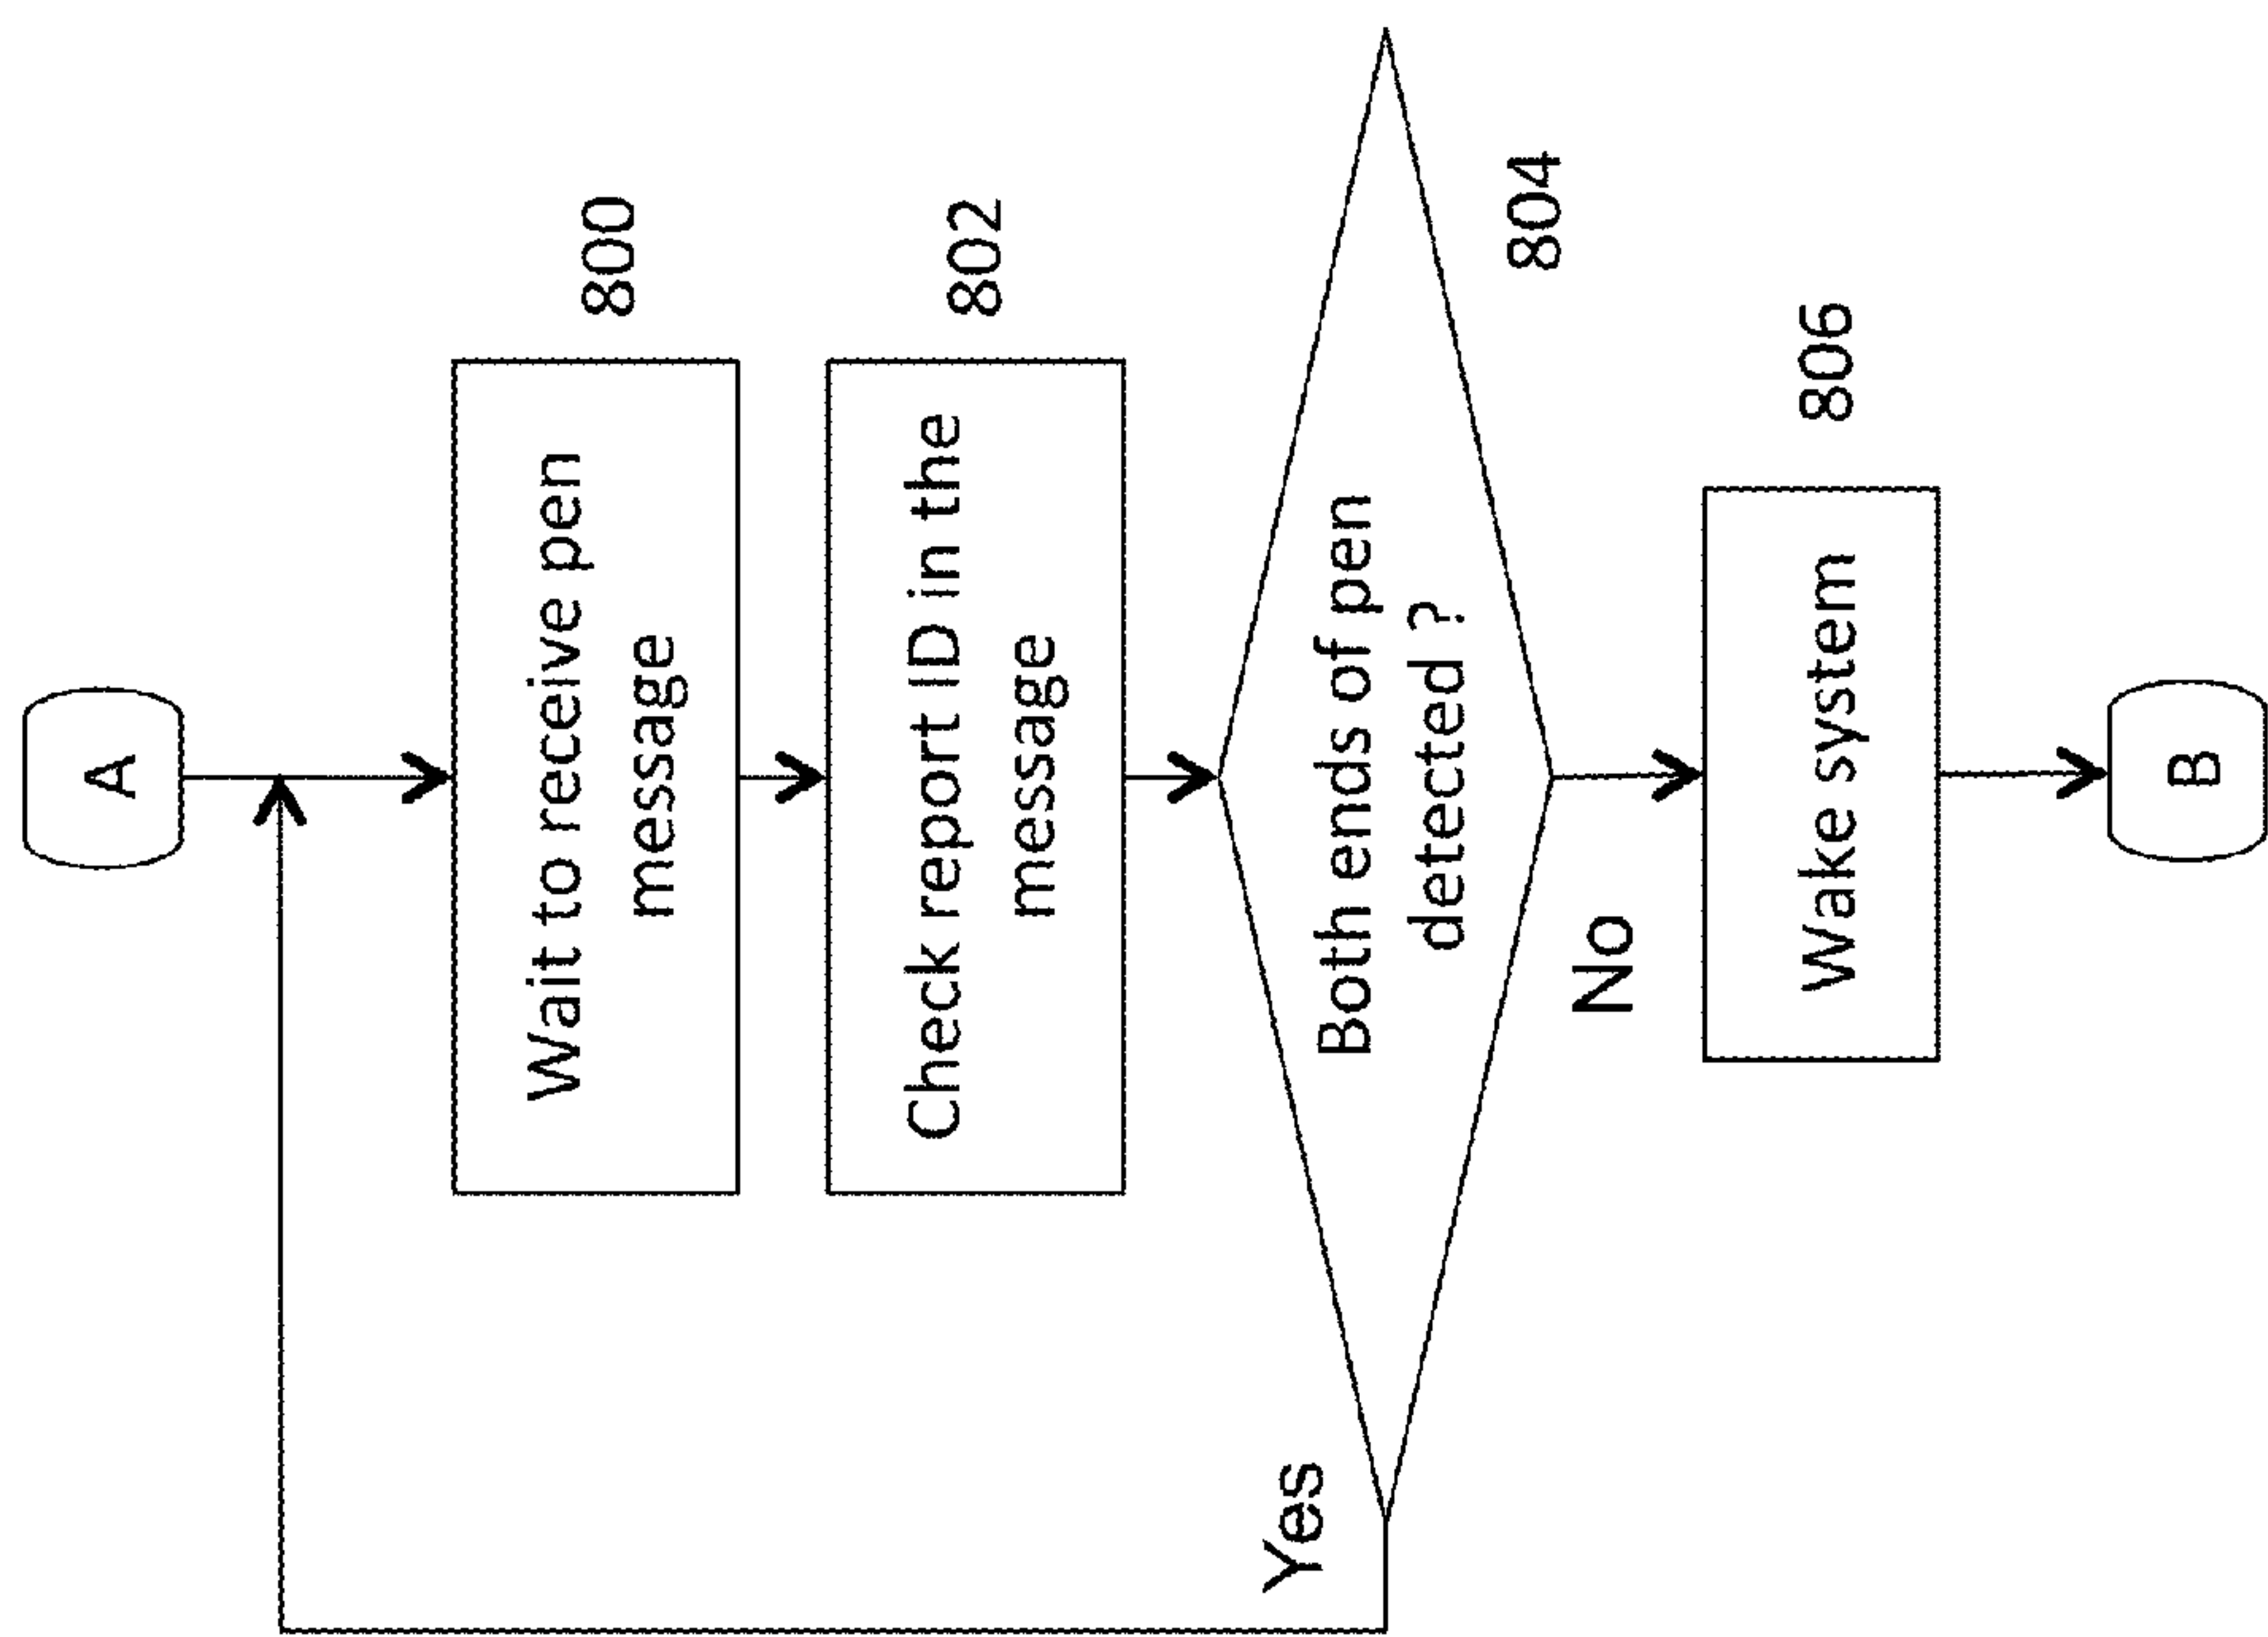 A
Wait to receive pen
message
800
Check report ID in the
message
802
Both ends of pen
detected ?
804
Yes
No
Wake system
806
B